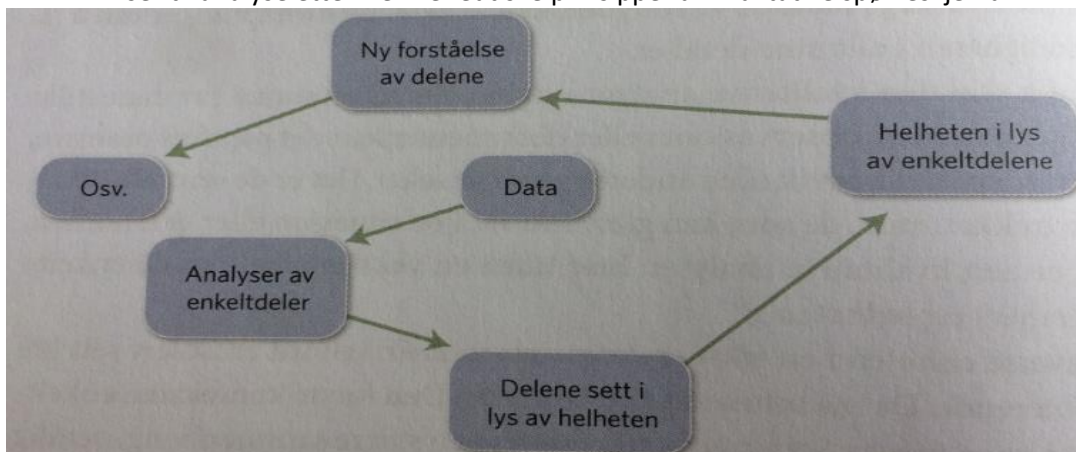 Ny forståelse
av delene
Helheten i lys
av enkeltdelene
Osv.
Data
Analyser av
enkeltdeler
Delene sett i
lys av helheten